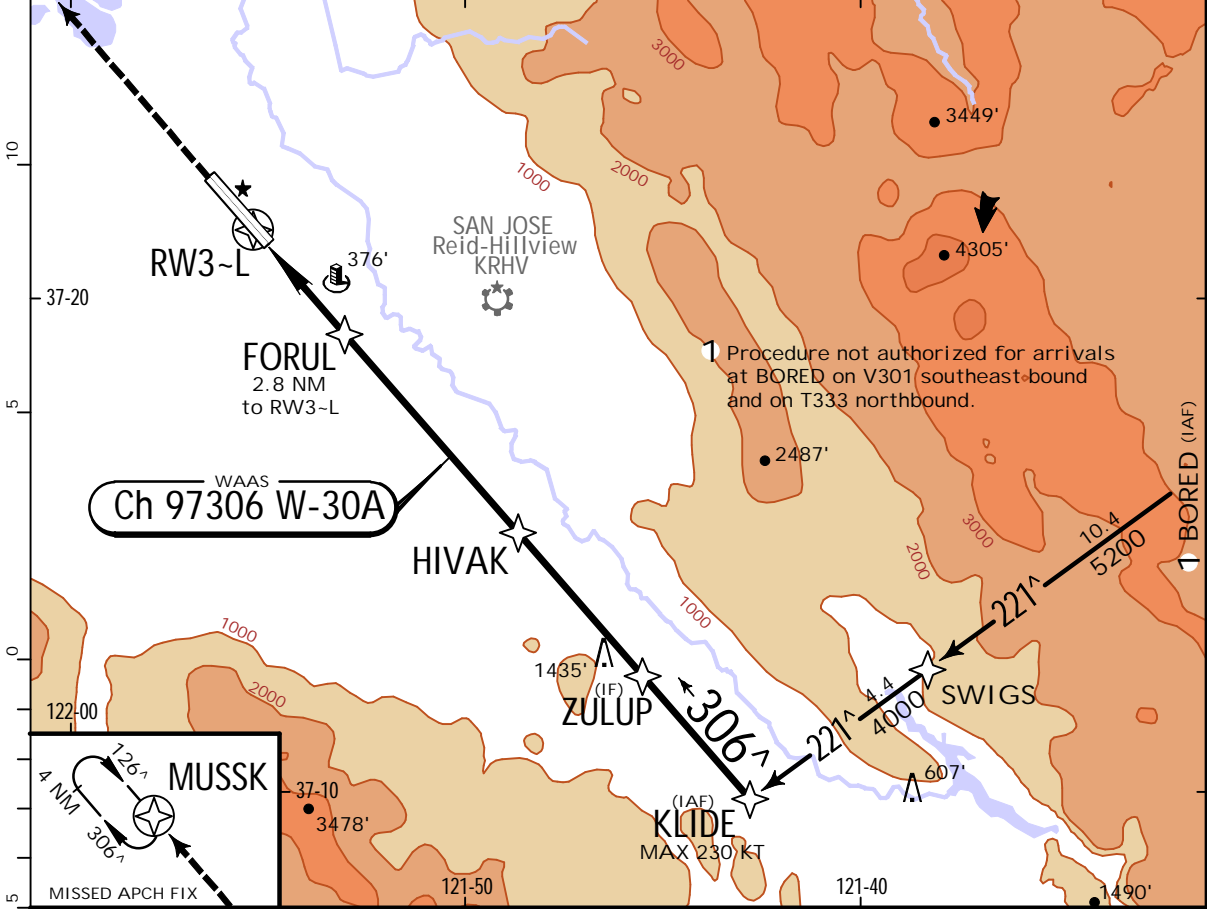 3000
3449'
10
1000
2000
SAN JOSE
Reid-Hillview
KRHV
4305'
RW3~L
376'
37-20
1 Procedure not authorized for arrivals
at BORED on V301 southeast bound
and on T333 northbound.
FORUL
2.8 NM
to RW3~L
5
1 BORED (IAF)
2487'
WAAS
Ch 97306 W-30A
3000
10.4
5200
HIVAK
2000
221^
1000
1000
0
1435'
(IF)
ZULUP
2000
SWIGS
4.4
4000
306^
221^
122-00
126^
MUSSK
4 NM
306^
MISSED APCH FIX
37-10
3478'
607'
(IAF)
KLIDE
MAX 230 KT
121-50
121-40
1490'
5